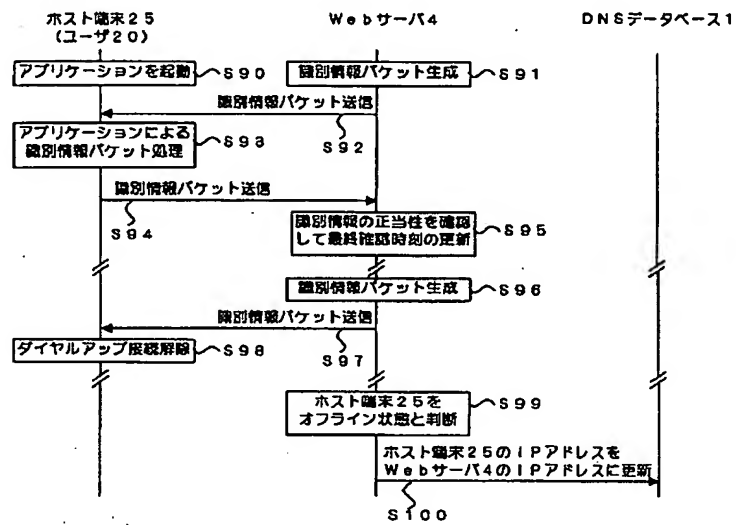 ホスト端末25
(ユーザ20)
Webサーバ4
DNSデータベース1
アプリケーションを起動
S90
識別情報パケット生成
S91
識別情報パケット送信
S92
アプリケーションによる
識別情報パケット処理
S93
識別情報パケット送信
S94
識別情報の正当性を確認
して最終確認時刻の更新
S95
識別情報パケット生成
S96
識別情報パケット送信
S97
ダイヤルアップ接続解除
S98
ホスト端末25を
オフライン状態と判断
S99
ホスト端末25のIPアドレスを
Webサーバ4のIPアドレスに更新
S100